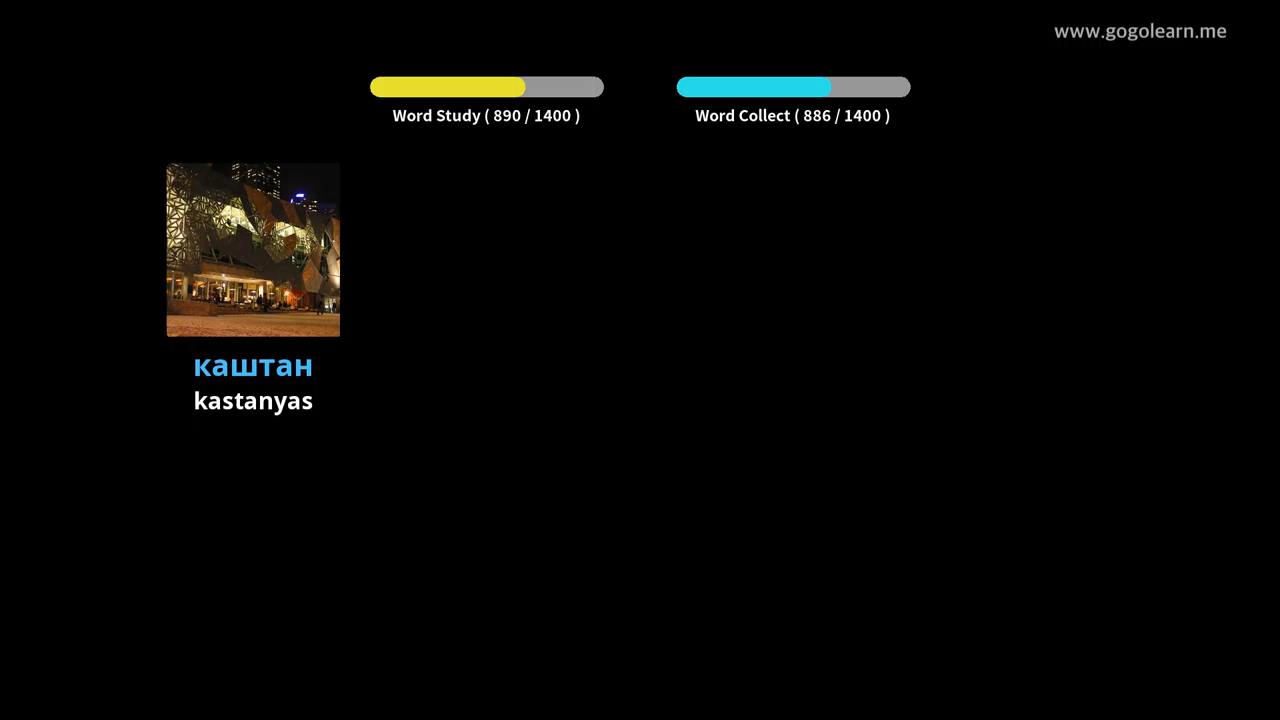 www.gogolearn.me
Word Study ( 890 / 1400 )
Word Collect ( 886 / 1400 )
каштан
kastanyas